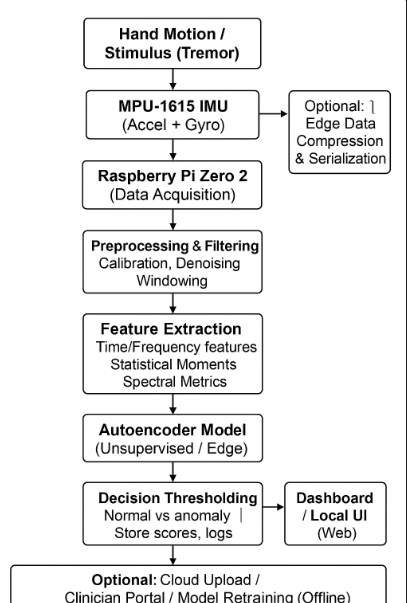 Hand Motion /
Stimulus (Tremor)
MPU-1615 IMU
(Accel + Gyro)
Optional: ⎫
Edge Data
Compression
& Serialization
Raspberry Pi Zero 2
(Data Acquisition)
Preprocessing & Filtering
Calibration, Denoising
Windowing
Feature Extraction
Time/Frequency features
Statistical Moments
Spectral Metrics
Autoencoder Model
(Unsupervised / Edge)
Decision Thresholding
Normal vs anomaly |
Store scores, logs
Dashboard
/ Local UI
(Web)
Optional: Cloud Upload /
Clinician Portal / Model Retraining (Offline)